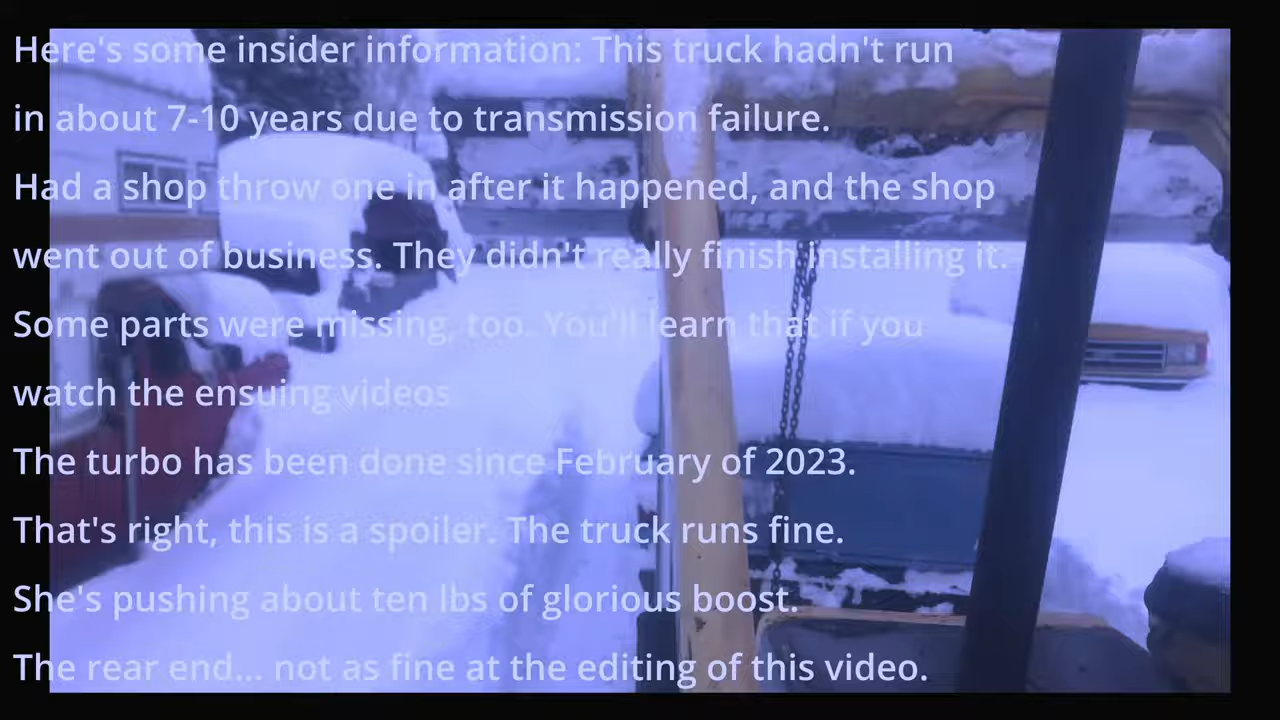 Here's some insider information: This truck hadn't run
in about 7-10 years due to transmission failure.
Had a shop throw one in after it happened, and the shop
went out of business. They didn't really finish installing it.
Some parts were missing, too. You'll learn that if you
watch the ensuing videos
The turbo has been done since February of 2023.
That's right, this is a spoiler. The truck runs fine.
She's pushing about ten lbs of glorious boost.
The rear end... not as fine at the editing of this video.